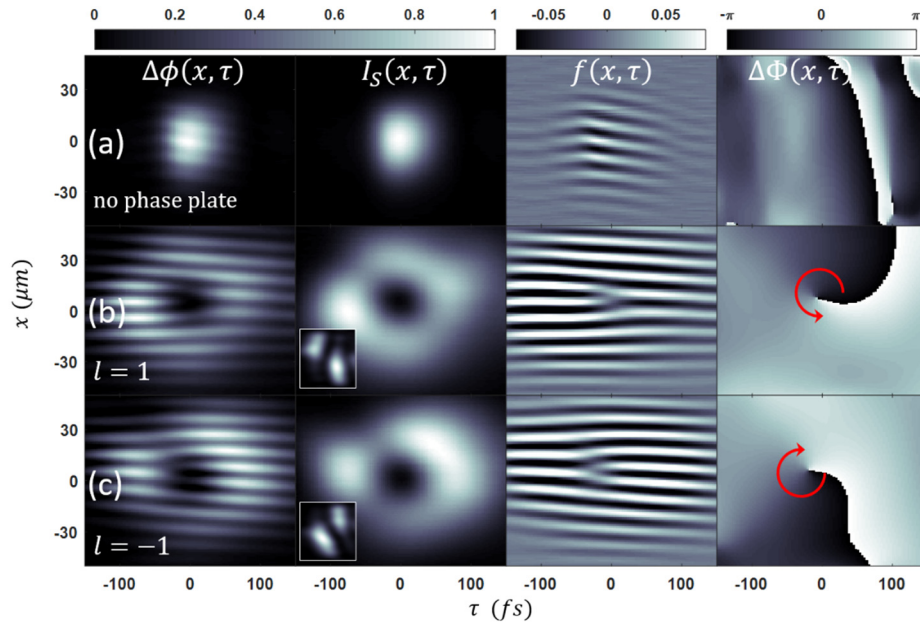 0 0.2 0.4 0.6 0.8 1 -0.05 0 0.05 -π 0 π
Δϕ(x, τ) I_S(x, τ) f(x, τ) ΔΦ(x, τ)
30
(a) 0
-30
no phase plate
30
(b) 0
-30
l = 1
30
(c) 0
-30
l = −1
x (μm)
-100 0 100 -100 0 100 -100 0 100 -100 0 100
τ (fs)